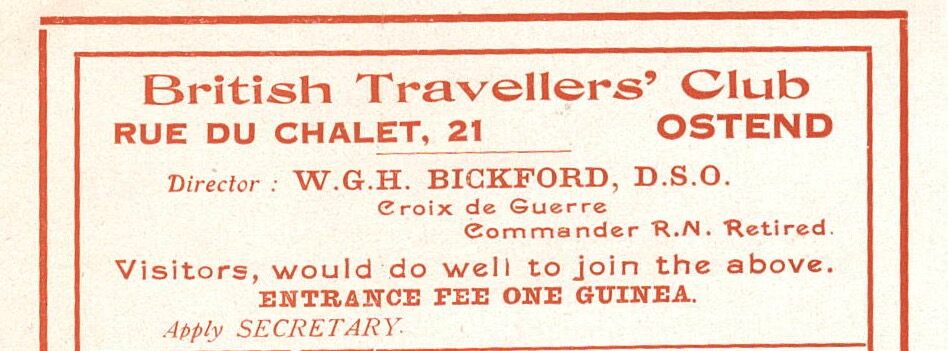 British Travellers' Club
RUE DU CHALET, 21 OSTEND
Director : W.G.H. BICKFORD, D.S.O.
Croix de Guerre
Commander R.N. Retired.
Visitors, would do well to join the above.
ENTRANCE FEE ONE GUINEA.
Apply SECRETARY.